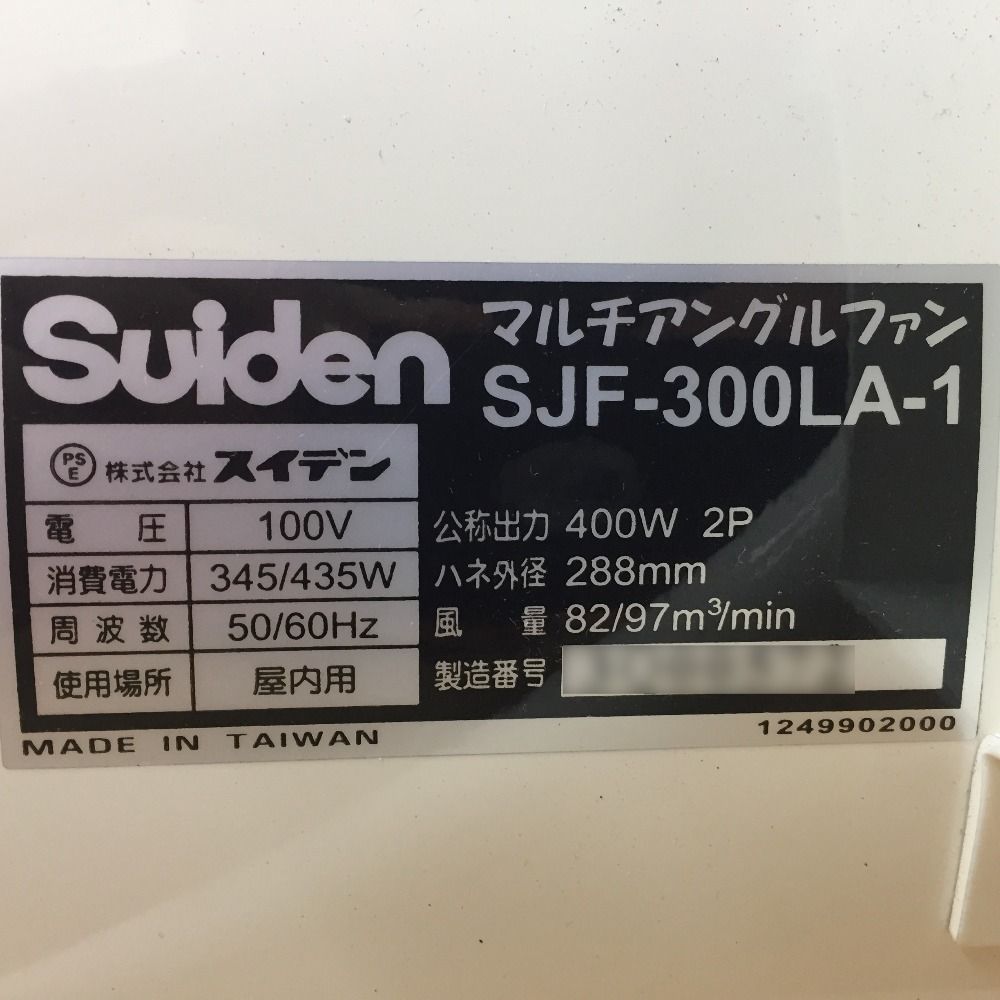 Suiden
マルチアングルファン
SJF-300LA-1
PSE 株式会社 スイデン
電圧 100V
消費電力 345/435W
周波数 50/60Hz
使用場所 屋内用
公称出力 400W 2P
ハネ外径 288mm
風量 82/97m³/min
製造番号
MADE IN TAIWAN
1249902000